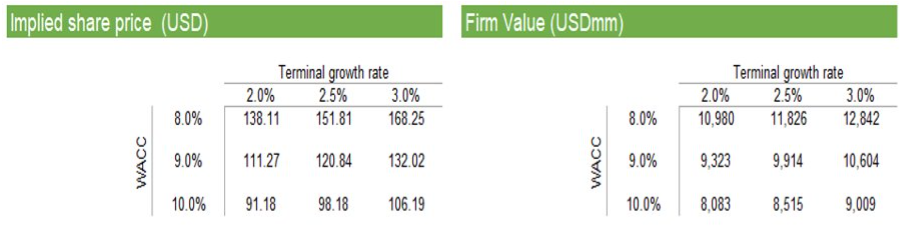 Implied share price (USD)
Terminal growth rate
2.0% 2.5% 3.0%
WACC
8.0% 138.11 151.81 168.25
9.0% 111.27 120.84 132.02
10.0% 91.18 98.18 106.19
Firm Value (USDmm)
Terminal growth rate
2.0% 2.5% 3.0%
WACC
8.0% 10,980 11,826 12,842
9.0% 9,323 9,914 10,604
10.0% 8,083 8,515 9,009